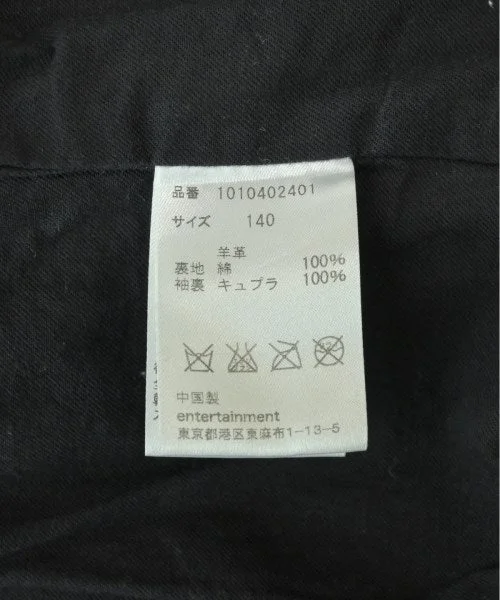 品番 1010402401
サイズ 140
羊革
裏地 綿 100%
袖裏 キュプラ 100%
中国製
entertainment
東京都港区東麻布1-13-5